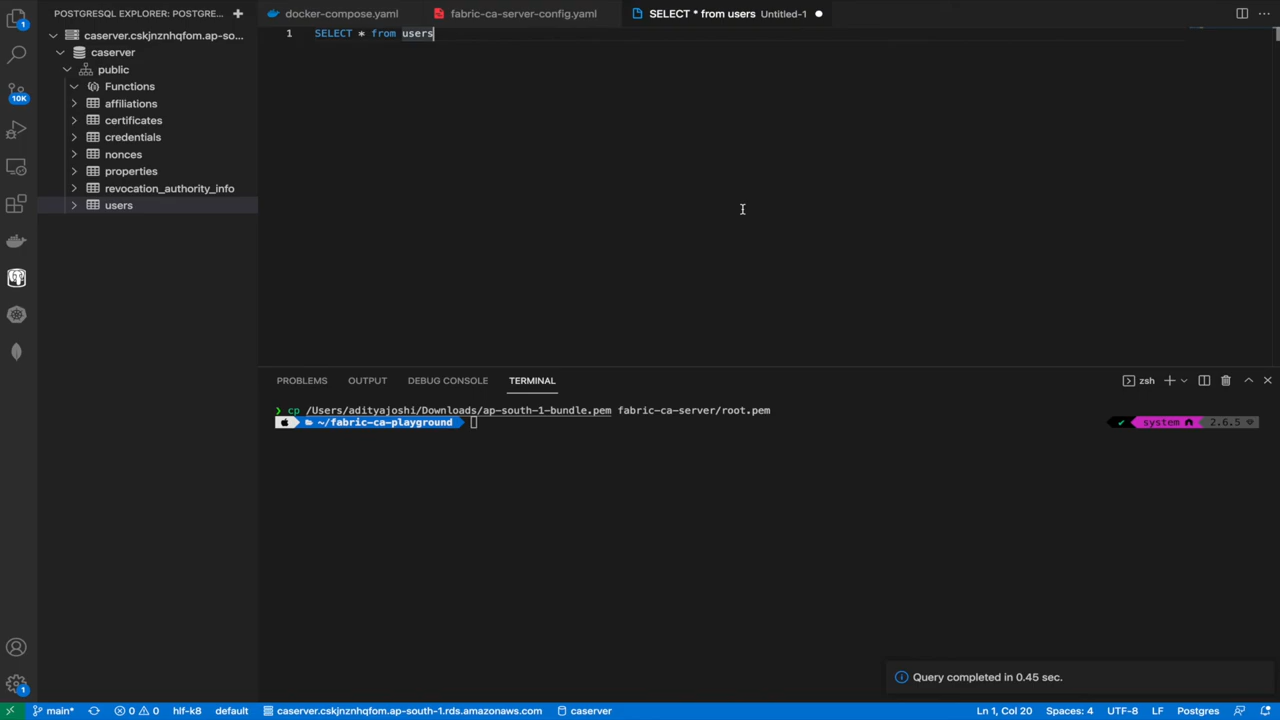 POSTGRESQL EXPLORER: POSTGRE...
docker-compose.yaml
fabric-ca-server-config.yaml
SELECT * from users Untitled-1
1
caserver.cskjnznhqfom.ap-so...
caserver
public
Functions
affiliations
certificates
credentials
nonces
properties
revocation_authority_info
users
10K
1 SELECT * from users
PROBLEMS OUTPUT DEBUG CONSOLE TERMINAL
zsh
❯ cp /Users/adityajoshi/Downloads/ap-south-1-bundle.pem fabric-ca-server/root.pem
~/fabric-ca-playground
✔ system 2.6.5
Query completed in 0.45 sec.
1
main* 0 0 hlf-k8 default caserver.cskjnznhqfom.ap-south-1.rds.amazonaws.com caserver Ln 1, Col 20 Spaces: 4 UTF-8 LF Postgres